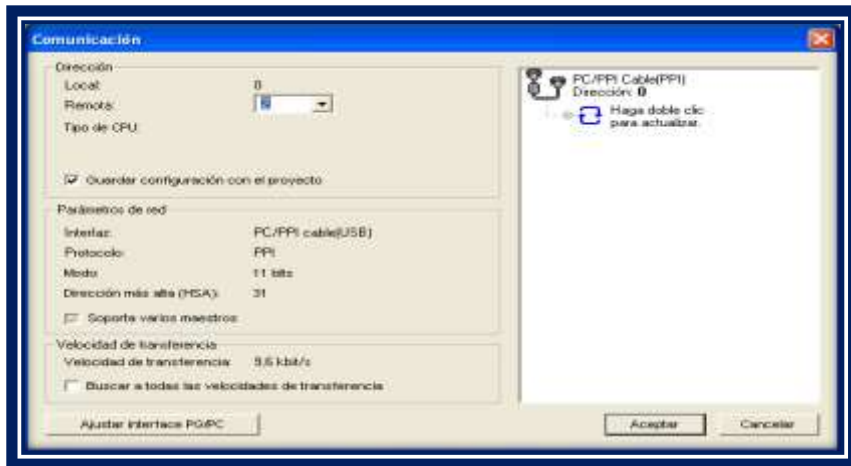 Comunicación
Dirección
Local: 0
Remota: 2
Tipo de CPU:
Guardar configuración con el proyecto
Parámetros de red
Interfaz: PC/PPI cable(USB)
Protocolo: PPI
Modo: 11 bits
Dirección más alta (HSA): 31
Soporta varios maestros
Velocidad de transferencia
Velocidad de transferencia: 9,6 kbit/s
Buscar a todas las velocidades de transferencia
Ajustar interface PG/PC
PC/PPI Cable(PPI)
Dirección: 0
Haga doble clic
para actualizar.
Aceptar
Cancelar